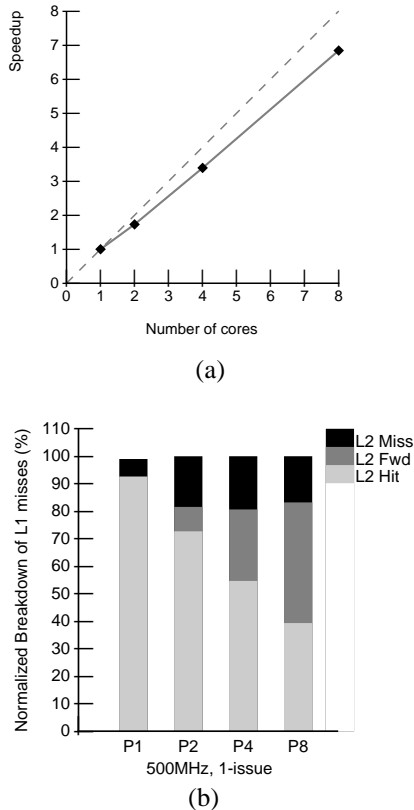 Speedup
8
7
6
5
4
3
2
1
0
0 1 2 3 4 5 6 7 8
Number of cores
(a)
Normalized Breakdown of L1 misses (%)
110
100
90
80
70
60
50
40
30
20
10
0
L2 Miss
L2 Fwd
L2 Hit
P1 P2 P4 P8
500MHz, 1-issue
(b)